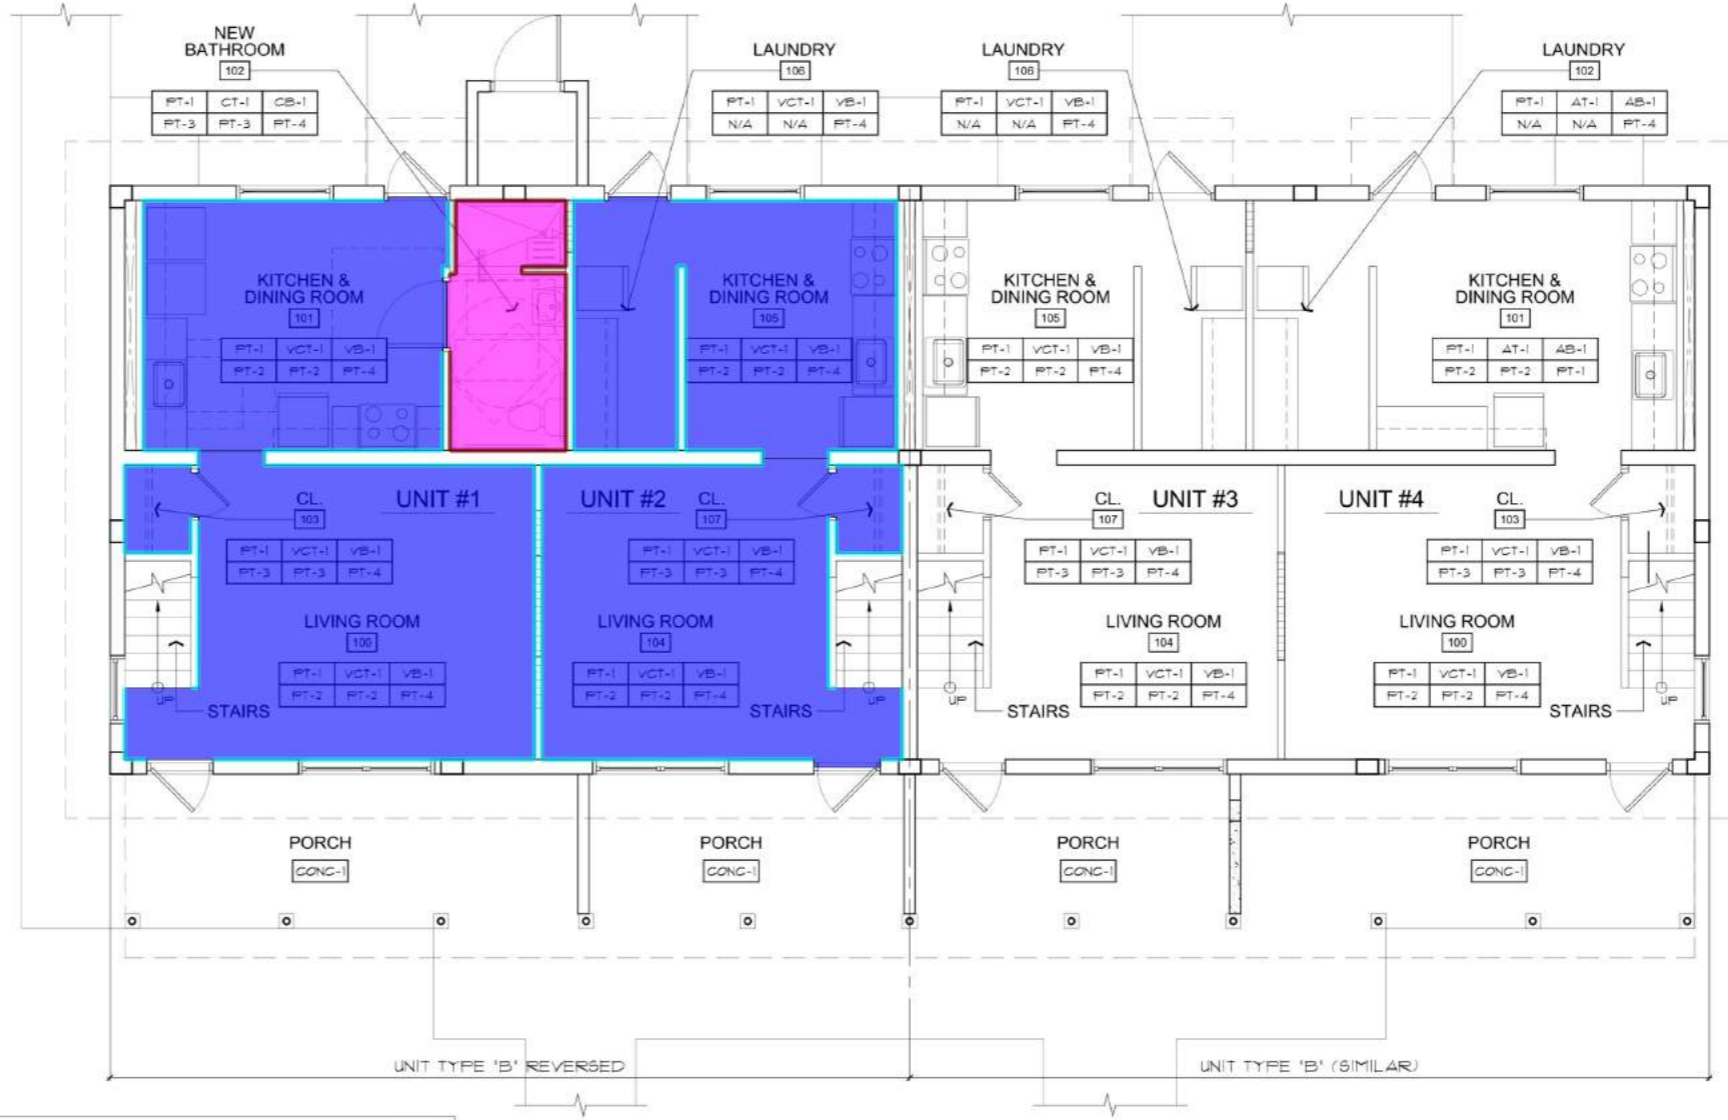 NEW
BATHROOM
102
PT-1 CT-1 CB-1
PT-3 PT-3 PT-4
LAUNDRY
106
PT-1 VCT-1 VB-1
N/A N/A PT-4
LAUNDRY
106
PT-1 VCT-1 VB-1
N/A N/A PT-4
LAUNDRY
102
PT-1 AT-1 AB-1
N/A N/A PT-4
KITCHEN &
DINING ROOM
101
PT-1 VCT-1 VB-1
PT-2 PT-2 PT-4
KITCHEN &
DINING ROOM
105
PT-1 VCT-1 VB-1
PT-2 PT-2 PT-4
KITCHEN &
DINING ROOM
105
PT-1 VCT-1 VB-1
PT-2 PT-2 PT-4
KITCHEN &
DINING ROOM
101
PT-1 AT-1 AB-1
PT-2 PT-2 PT-1
CL.
103
UNIT #1
PT-1 VCT-1 VB-1
PT-3 PT-3 PT-4
UNIT #2
CL.
107
PT-1 VCT-1 VB-1
PT-3 PT-3 PT-4
CL.
107
UNIT #3
PT-1 VCT-1 VB-1
PT-3 PT-3 PT-4
UNIT #4
CL.
103
PT-1 VCT-1 VB-1
PT-3 PT-3 PT-4
LIVING ROOM
100
PT-1 VCT-1 VB-1
PT-2 PT-2 PT-4
UP
STAIRS
LIVING ROOM
104
PT-1 VCT-1 VB-1
PT-2 PT-2 PT-4
UP
STAIRS
LIVING ROOM
104
PT-1 VCT-1 VB-1
PT-2 PT-2 PT-4
UP
STAIRS
LIVING ROOM
100
PT-1 VCT-1 VB-1
PT-2 PT-2 PT-4
UP
STAIRS
PORCH
CONC-1
PORCH
CONC-1
PORCH
CONC-1
PORCH
CONC-1
UNIT TYPE "B" REVERSED
UNIT TYPE "B" (SIMILAR)